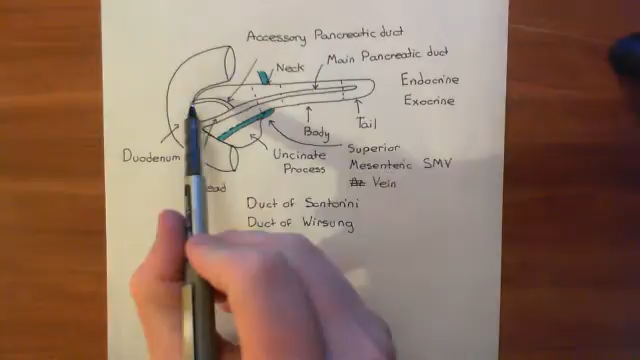 Accessory Pancreatic duct
Neck
Main Pancreatic duct
Endocrine
Exocrine
Tail
Body
Duodenum
Uncinate
Process
Superior
Mesenteric SMV
Vein
Duct of Santorini
Duct of Wirsung